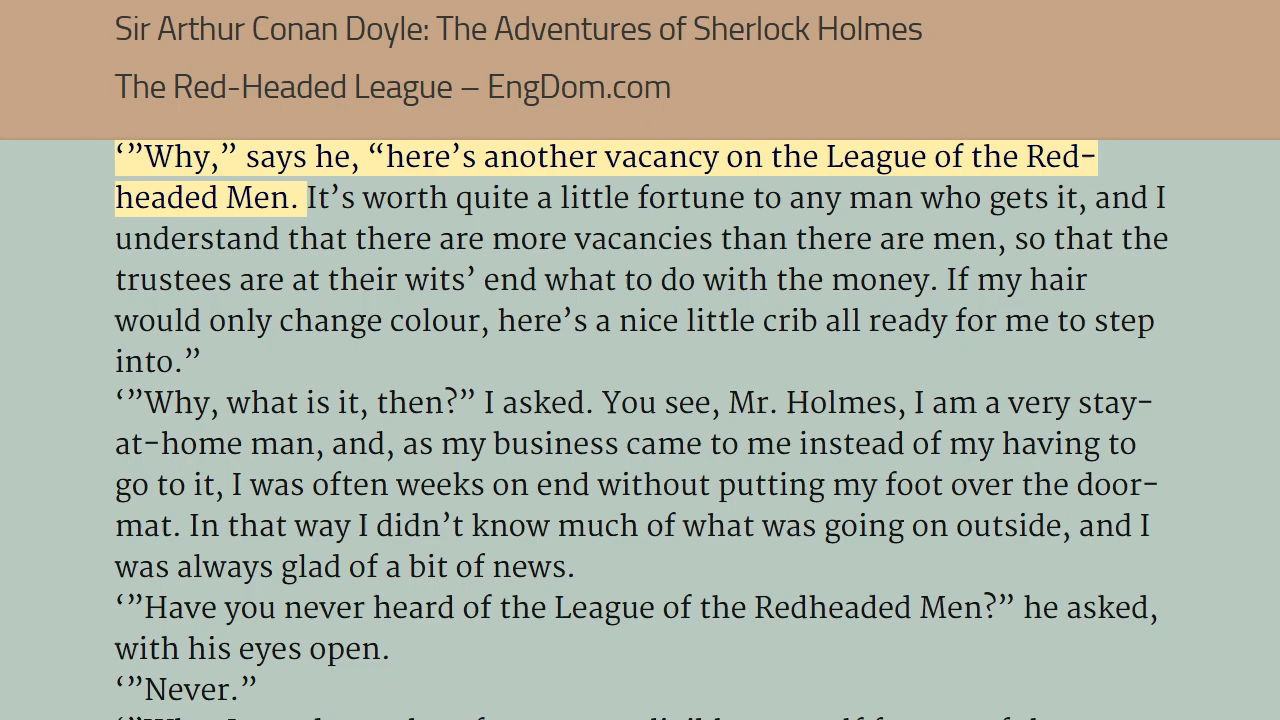 Sir Arthur Conan Doyle: The Adventures of Sherlock Holmes
The Red-Headed League – EngDom.com
‘”Why,” says he, “here’s another vacancy on the League of the Red-
headed Men. It’s worth quite a little fortune to any man who gets it, and I
understand that there are more vacancies than there are men, so that the
trustees are at their wits’ end what to do with the money. If my hair
would only change colour, here’s a nice little crib all ready for me to step
into.”
‘”Why, what is it, then?” I asked. You see, Mr. Holmes, I am a very stay-
at-home man, and, as my business came to me instead of my having to
go to it, I was often weeks on end without putting my foot over the door-
mat. In that way I didn’t know much of what was going on outside, and I
was always glad of a bit of news.
‘”Have you never heard of the League of the Redheaded Men?” he asked,
with his eyes open.
‘”Never.”